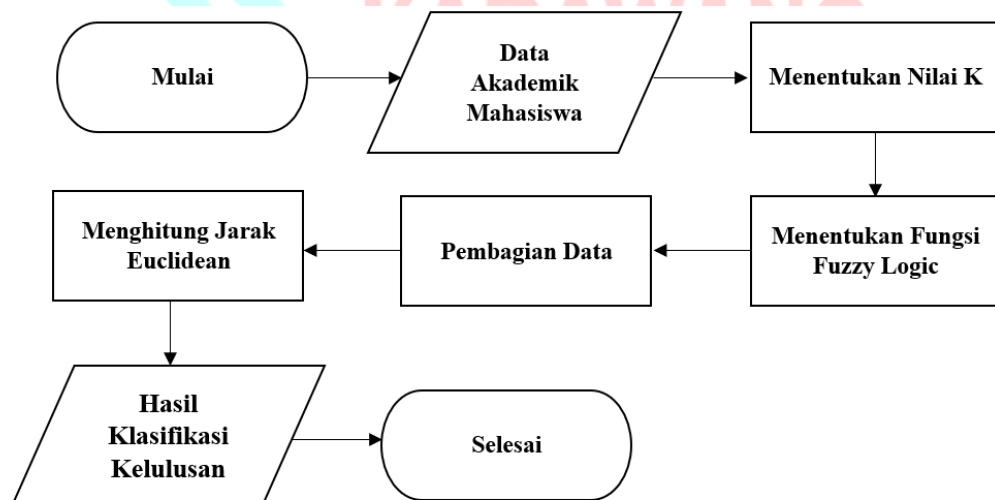 Mulai
Data
Akademik
Mahasiswa
Menentukan Nilai K
Menentukan Fungsi
Fuzzy Logic
Pembagian Data
Menghitung Jarak
Euclidean
Hasil
Klasifikasi
Kelulusan
Selesai